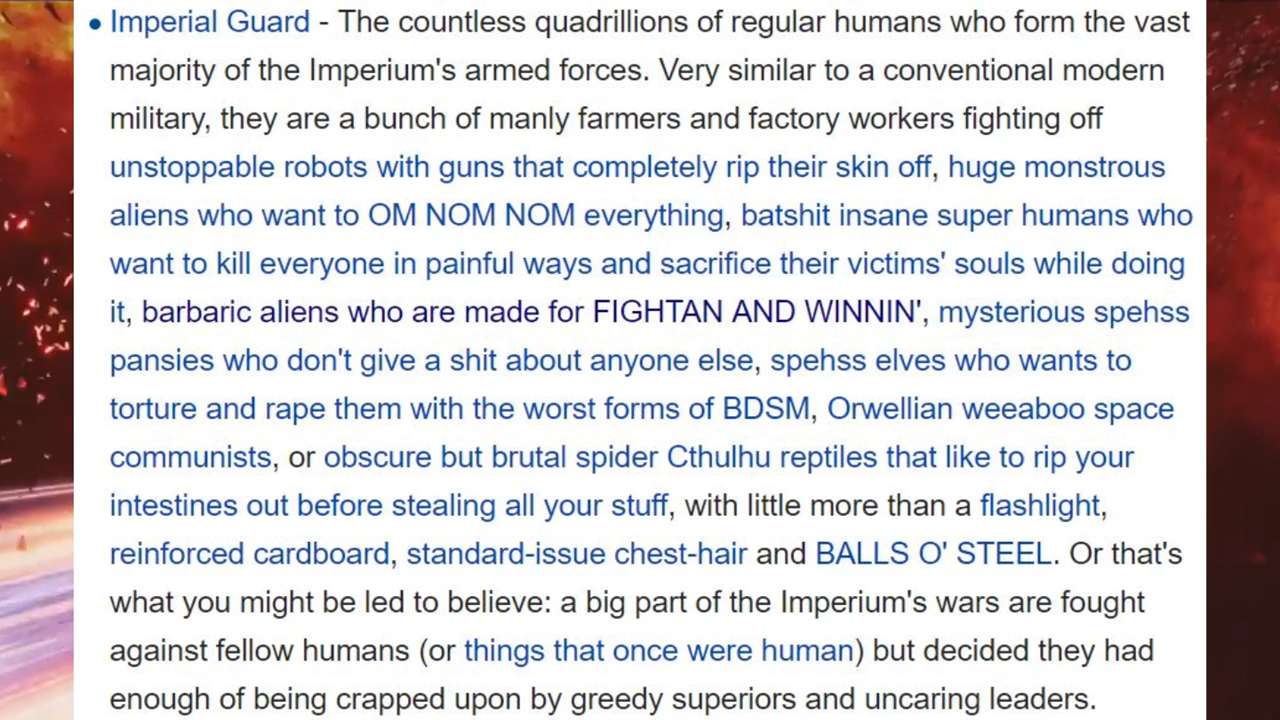 • Imperial Guard - The countless quadrillions of regular humans who form the vast
majority of the Imperium's armed forces. Very similar to a conventional modern
military, they are a bunch of manly farmers and factory workers fighting off
unstoppable robots with guns that completely rip their skin off, huge monstrous
aliens who want to OM NOM NOM everything, batshit insane super humans who
want to kill everyone in painful ways and sacrifice their victims' souls while doing
it, barbaric aliens who are made for FIGHTAN AND WINNIN', mysterious spehss
pansies who don't give a shit about anyone else, spehss elves who wants to
torture and rape them with the worst forms of BDSM, Orwellian weeaboo space
communists, or obscure but brutal spider Cthulhu reptiles that like to rip your
intestines out before stealing all your stuff, with little more than a flashlight,
reinforced cardboard, standard-issue chest-hair and BALLS O' STEEL. Or that's
what you might be led to believe: a big part of the Imperium's wars are fought
against fellow humans (or things that once were human) but decided they had
enough of being crapped upon by greedy superiors and uncaring leaders.